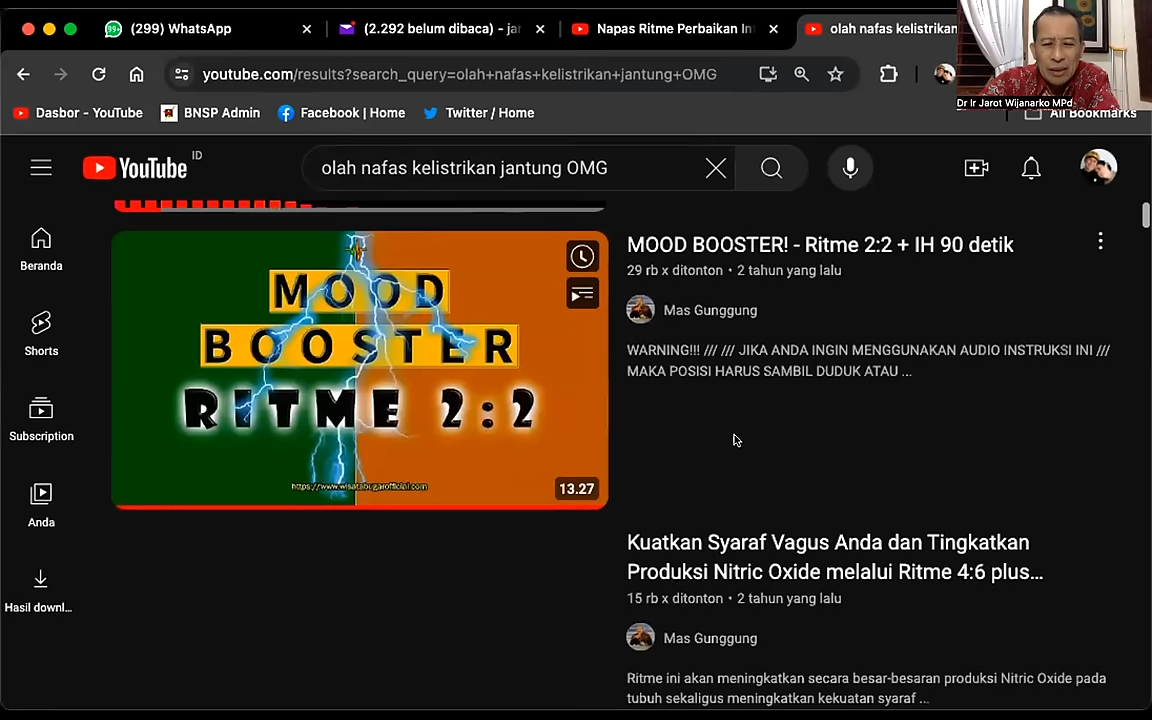 (299) WhatsApp
(2.292 belum dibaca) - jar
Napas Ritme Perbaikan In
olah nafas kelistrikan
youtube.com/results?search_query=olah+nafas+kelistrikan+jantung+OMG
Dr Ir Jarot Wijanarko MPd
Dasbor - YouTube
BNSP Admin
Facebook | Home
Twitter / Home
All Bookmarks
YouTube ID
olah nafas kelistrikan jantung OMG
Beranda
Shorts
Subscription
Anda
Hasil downl...
MOOD
BOOSTER
RITME 2:2
https://www.wisatabugarofficial.com
13.27
MOOD BOOSTER! - Ritme 2:2 + IH 90 detik
29 rb x ditonton • 2 tahun yang lalu
Mas Gunggung
WARNING!!! /// /// JIKA ANDA INGIN MENGGUNAKAN AUDIO INSTRUKSI INI ///
MAKA POSISI HARUS SAMBIL DUDUK ATAU ...
Kuatkan Syaraf Vagus Anda dan Tingkatkan
Produksi Nitric Oxide melalui Ritme 4:6 plus...
15 rb x ditonton • 2 tahun yang lalu
Mas Gunggung
Ritme ini akan meningkatkan secara besar-besaran produksi Nitric Oxide pada
tubuh sekaligus meningkatkan kekuatan syaraf ...